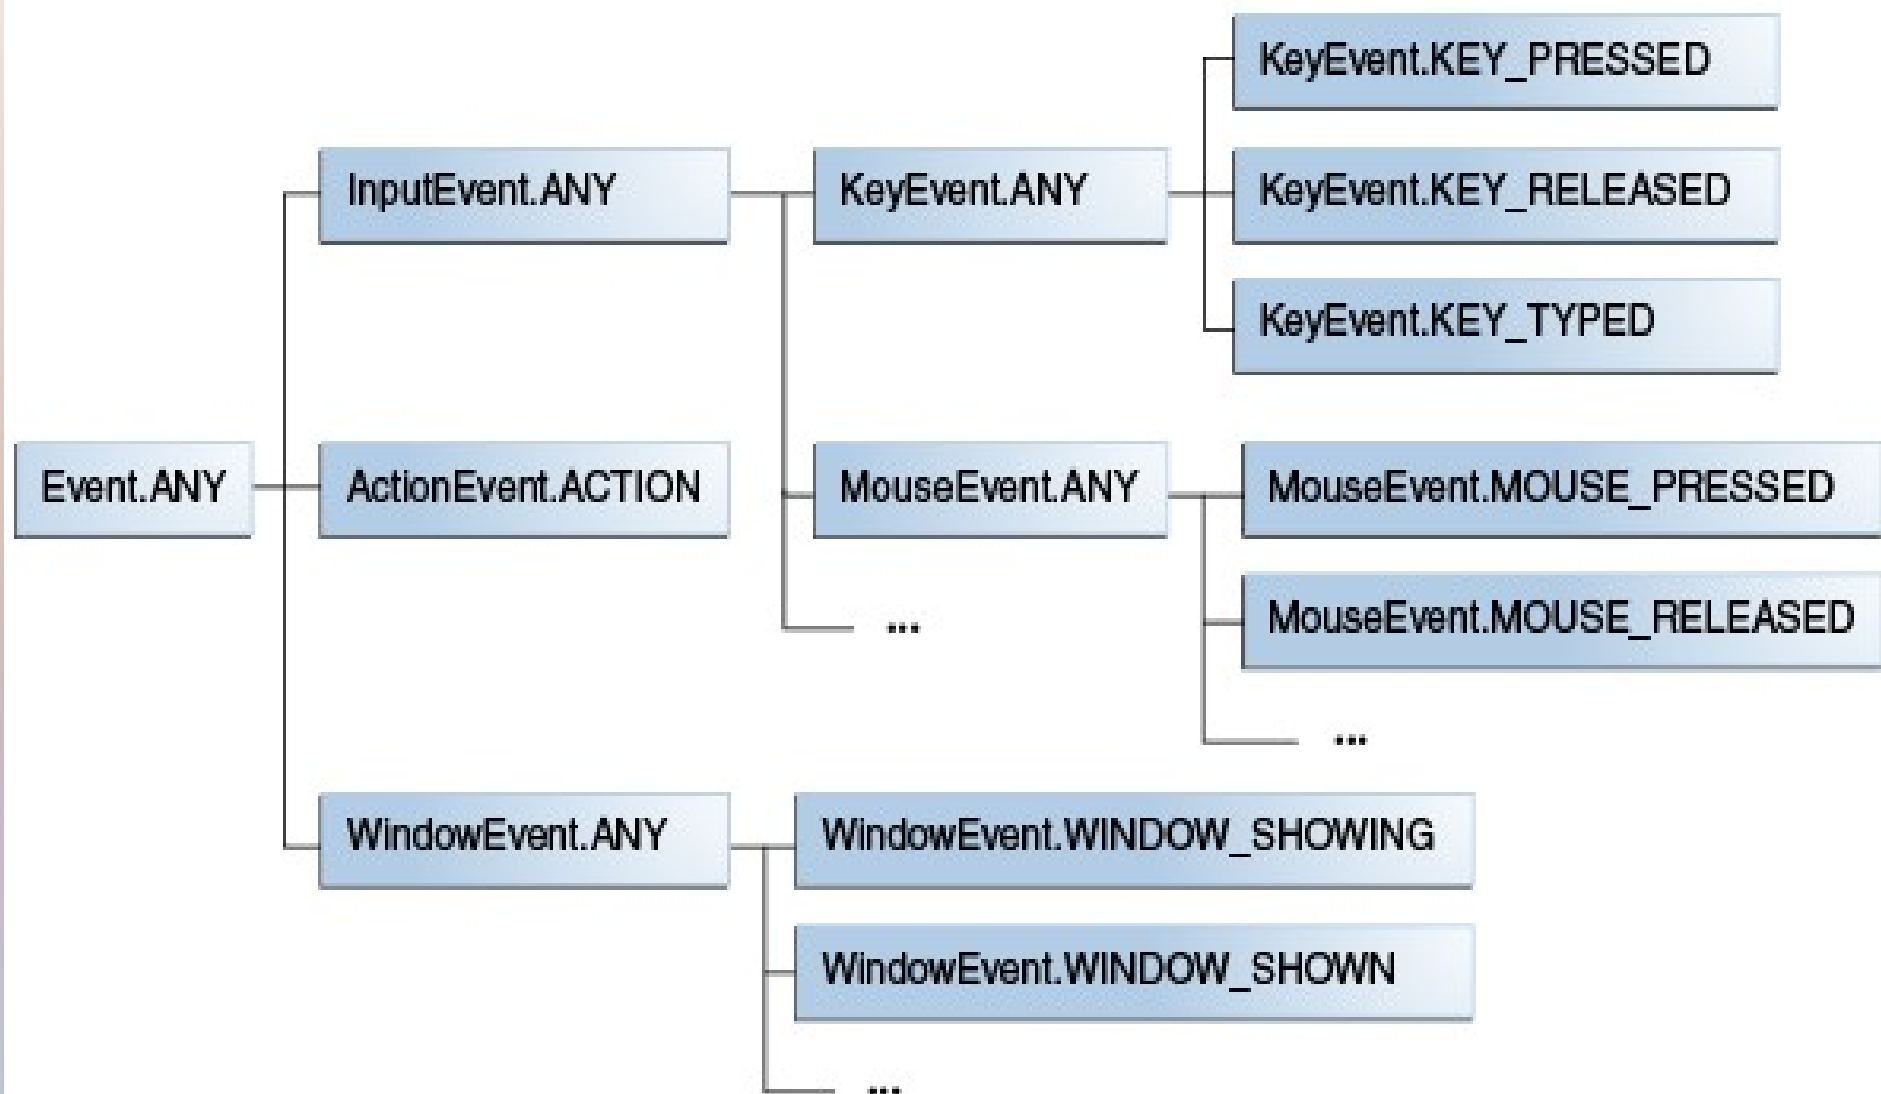 KeyEvent.KEY_PRESSED
InputEvent.ANY
KeyEvent.ANY
KeyEvent.KEY_RELEASED
KeyEvent.KEY_TYPED
Event.ANY
ActionEvent.ACTION
MouseEvent.ANY
MouseEvent.MOUSE_PRESSED
...
MouseEvent.MOUSE_RELEASED
...
WindowEvent.ANY
WindowEvent.WINDOW_SHOWING
WindowEvent.WINDOW_SHOWN
...